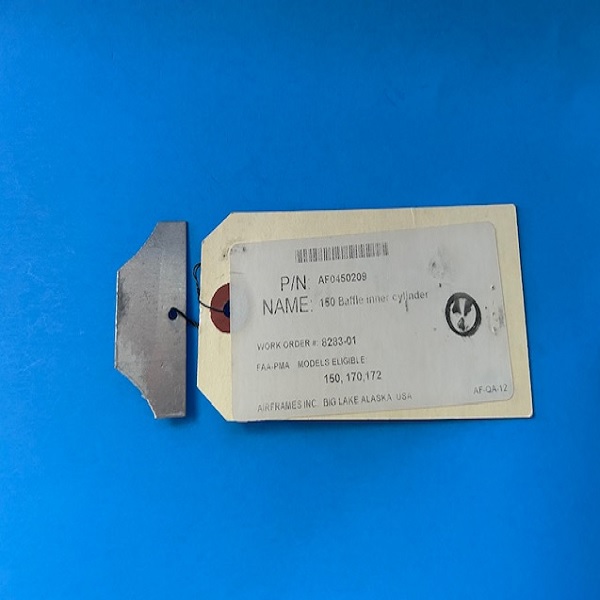 P/N: AF0450209
NAME: 150 Baffle inner cylinder
WORK ORDER #: 8283-01
FAA-PMA MODELS ELIGIBLE:
150, 170,172
AIRFRAMES INC. BIG LAKE ALASKA USA
AF-QA-12